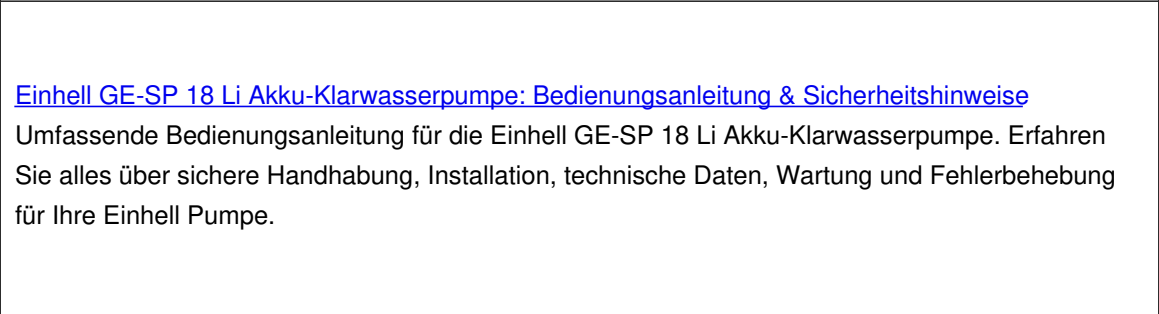 Einhell GE-SP 18 Li Akku-Klarwasserpumpe: Bedienungsanleitung & Sicherheitshinweise
Umfassende Bedienungsanleitung für die Einhell GE-SP 18 Li Akku-Klarwasserpumpe. Erfahren
Sie alles über sichere Handhabung, Installation, technische Daten, Wartung und Fehlerbehebung
für Ihre Einhell Pumpe.